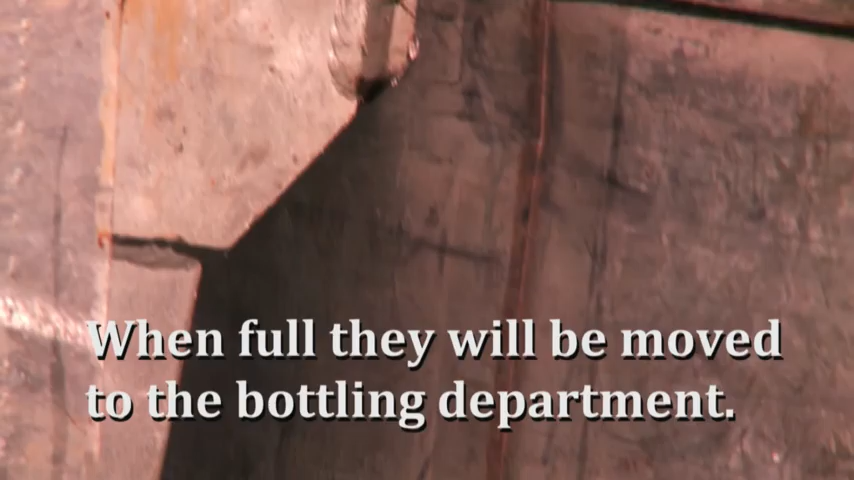 When full they will be moved
to the bottling department.